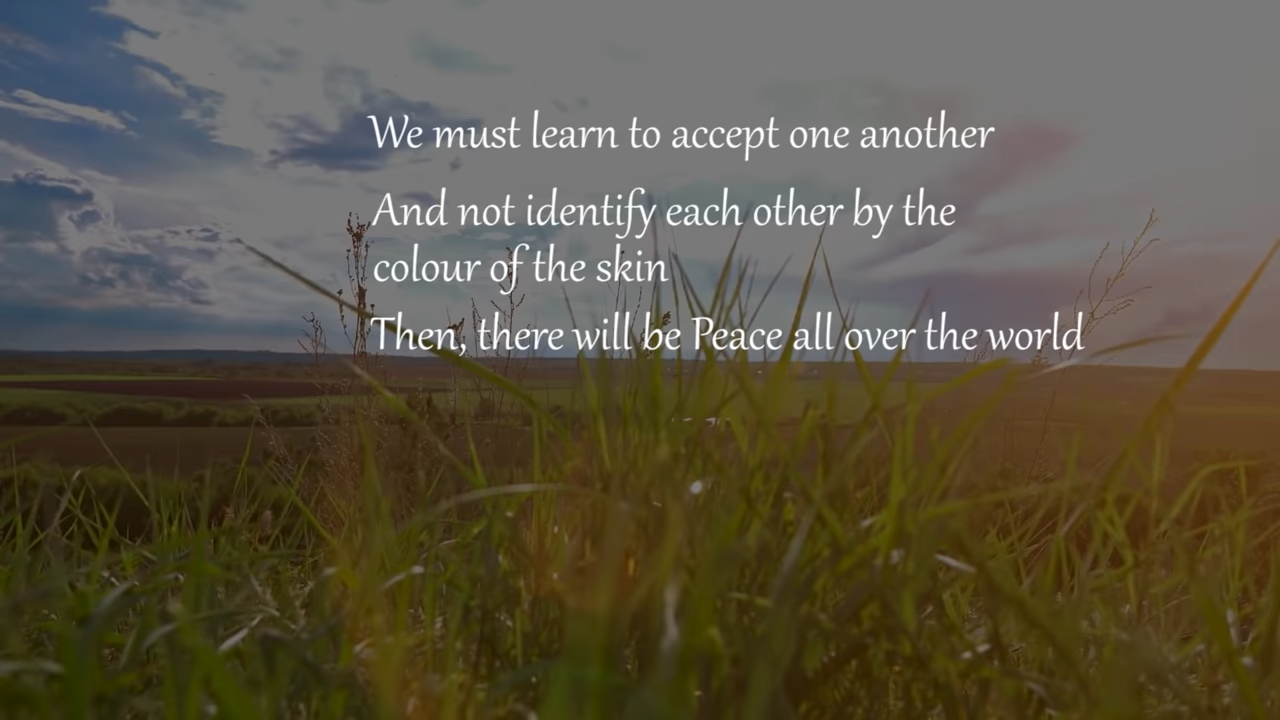 We must learn to accept one another
And not identify each other by the
colour of the skin
Then, there will be Peace all over the world